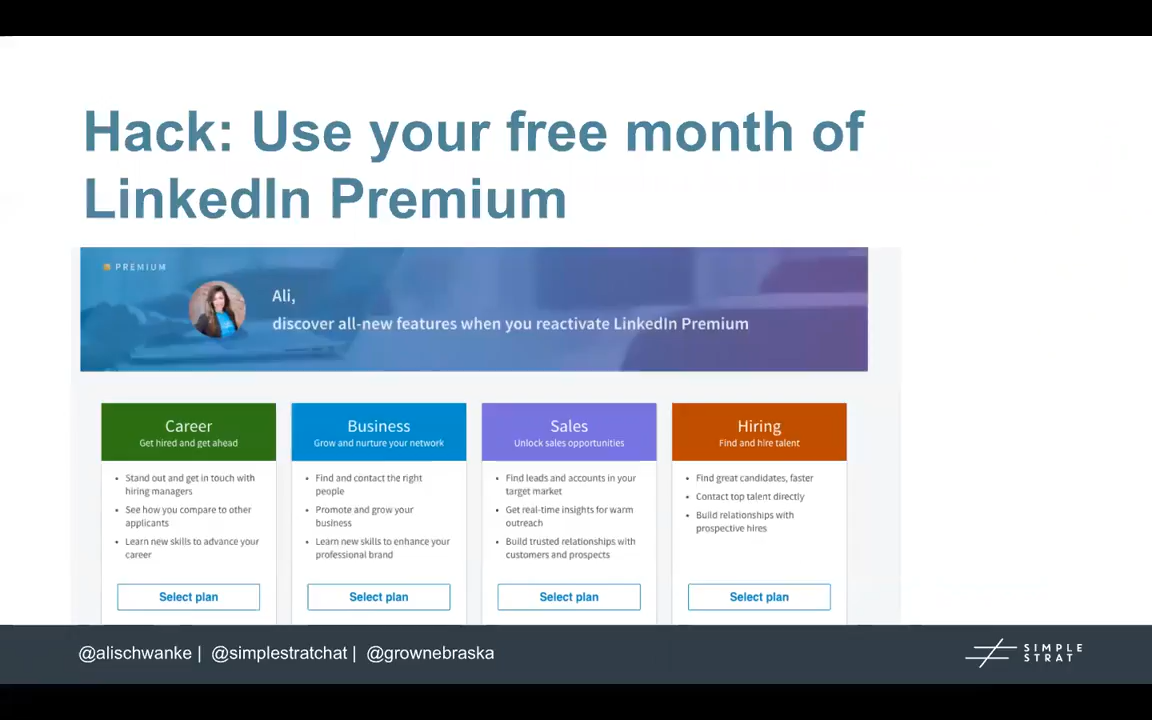 Hack: Use your free month of
LinkedIn Premium
PREMIUM
Ali,
discover all-new features when you reactivate LinkedIn Premium
Career
Get hired and get ahead
• Stand out and get in touch with
hiring managers
• See how you compare to other
applicants
• Learn new skills to advance your
career
Select plan
Business
Grow and nurture your network
• Find and contact the right
people
• Promote and grow your
business
• Learn new skills to enhance your
professional brand
Select plan
Sales
Unlock sales opportunities
• Find leads and accounts in your
target market
• Get real-time insights for warm
outreach
• Build trusted relationships with
customers and prospects
Select plan
Hiring
Find and hire talent
• Find great candidates, faster
• Contact top talent directly
• Build relationships with
prospective hires
Select plan
@alischwanke | @simplestratchat | @grownebraska
SIMPLE
STRAT